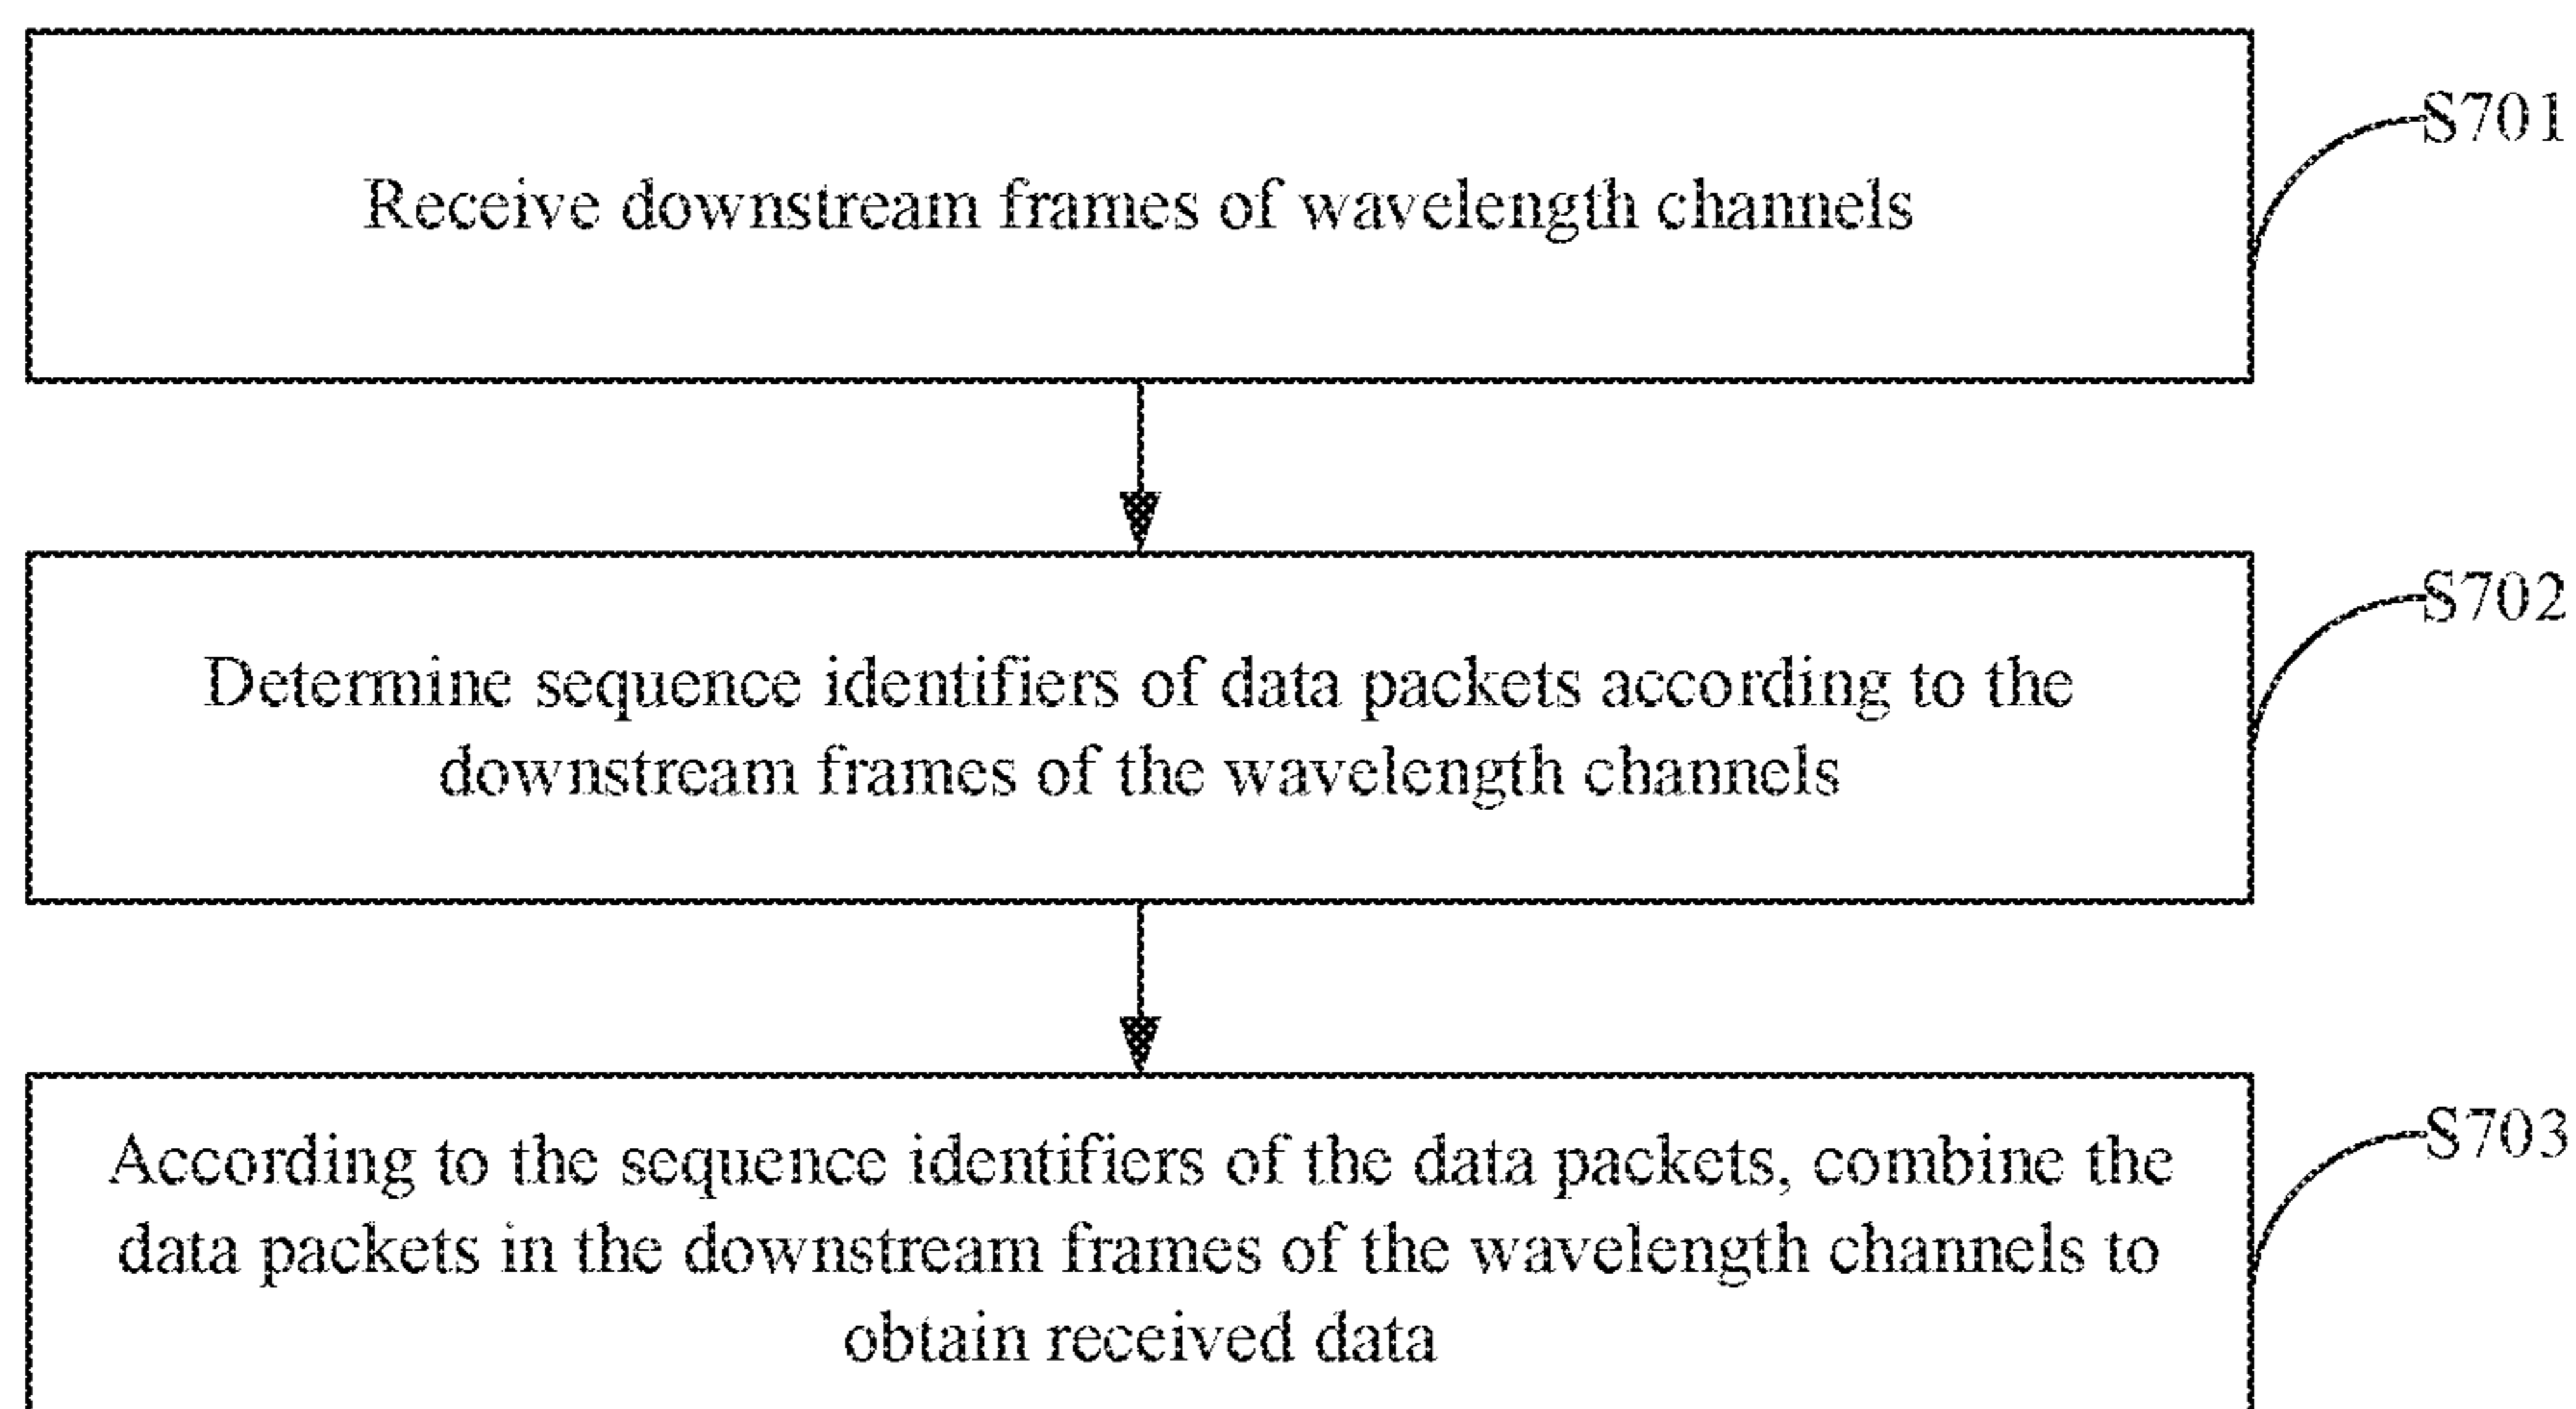 Receive downstream frames of wavelength channels
S701
Determine sequence identifiers of data packets according to the
downstream frames of the wavelength channels
S702
According to the sequence identifiers of the data packets, combine the
data packets in the downstream frames of the wavelength channels to
obtain received data
S703